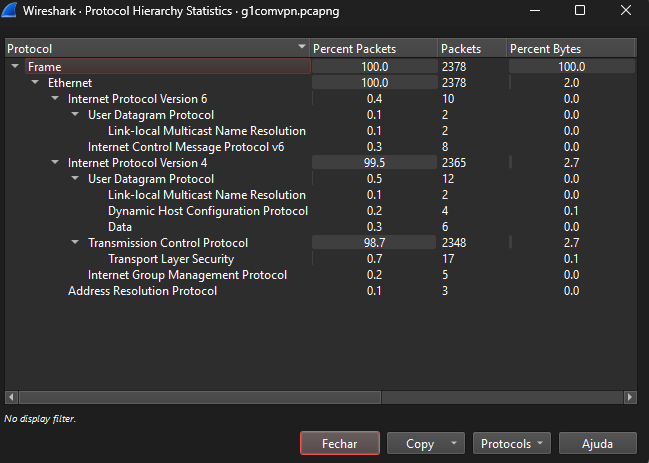 Wireshark · Protocol Hierarchy Statistics · g1comvpn.pcapng
Protocol Percent Packets Packets Percent Bytes
Frame 100.0 2378 100.0
Ethernet 100.0 2378 2.0
Internet Protocol Version 6 0.4 10 0.0
User Datagram Protocol 0.1 2 0.0
Link-local Multicast Name Resolution 0.1 2 0.0
Internet Control Message Protocol v6 0.3 8 0.0
Internet Protocol Version 4 99.5 2365 2.7
User Datagram Protocol 0.5 12 0.0
Link-local Multicast Name Resolution 0.1 2 0.0
Dynamic Host Configuration Protocol 0.2 4 0.1
Data 0.3 6 0.0
Transmission Control Protocol 98.7 2348 2.7
Transport Layer Security 0.7 17 0.1
Internet Group Management Protocol 0.2 5 0.0
Address Resolution Protocol 0.1 3 0.0
No display filter.
Fechar Copy Protocols Ajuda